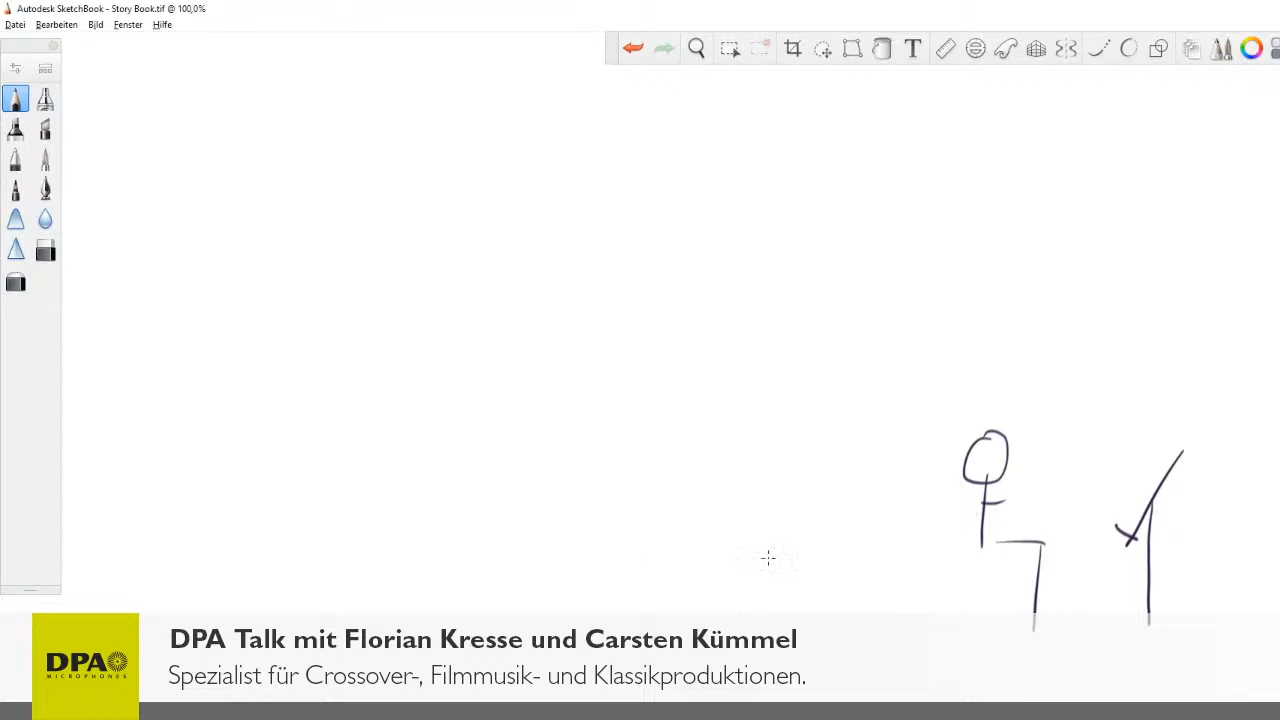 Autodesk SketchBook - Story Book.tif @ 100,0%
Datei Bearbeiten Bild Fenster Hilfe
T
DPA
MICROPHONES
DPA Talk mit Florian Kresse und Carsten Kümmel
Spezialist für Crossover-, Filmmusik- und Klassikproduktionen.